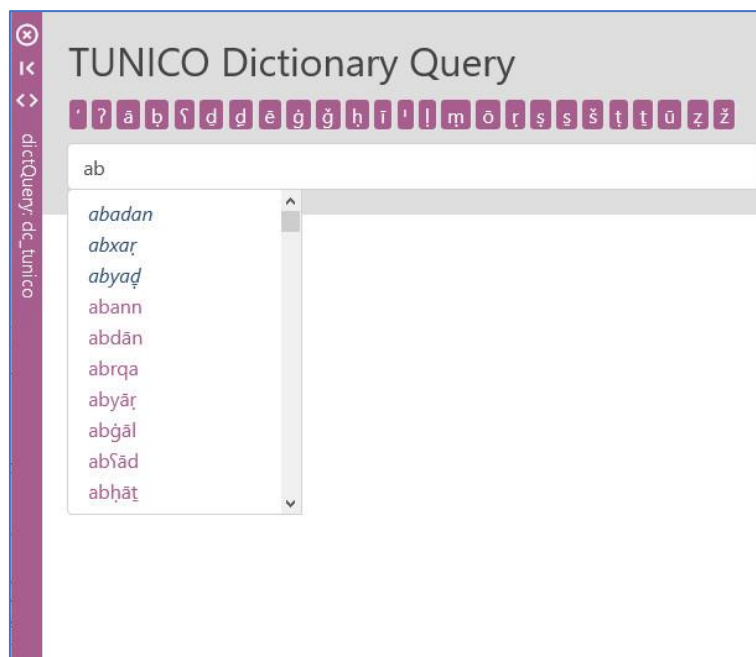 TUNICO Dictionary Query
ʻ ʔ ā ḅ ʕ ḏ ḏ̣ ē ġ ǧ ḥ ī ˈ ḷ ṃ ō ṛ ṣ s̱ š ṭ ṯ ū ẓ ž
dictQuery: dc_tunico
ab
abadan
abxaṛ
abyaḏ̣
abann
abdān
abrqa
abyāṛ
abġāl
abʕād
abḥāṯ